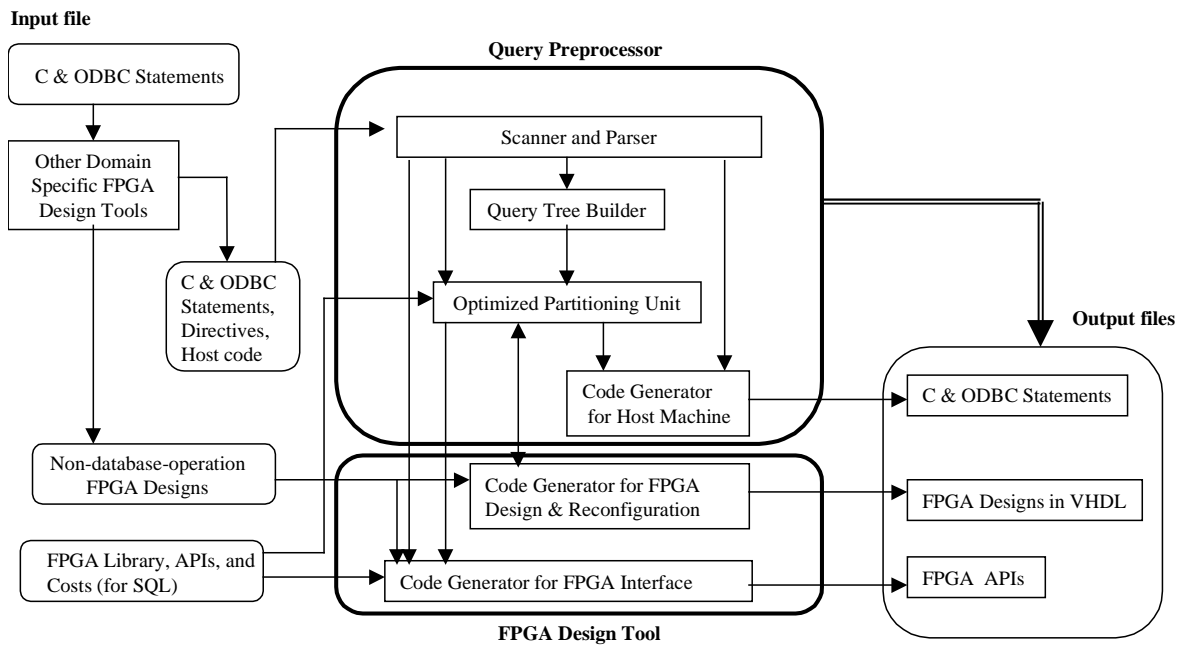 Input file
C & ODBC Statements
Other Domain
Specific FPGA
Design Tools
C & ODBC
Statements,
Directives,
Host code
Non-database-operation
FPGA Designs
FPGA Library, APIs, and
Costs (for SQL)
Query Preprocessor
Scanner and Parser
Query Tree Builder
Optimized Partitioning Unit
Code Generator
for Host Machine
Code Generator for FPGA
Design & Reconfiguration
Code Generator for FPGA Interface
FPGA Design Tool
Output files
C & ODBC Statements
FPGA Designs in VHDL
FPGA APIs